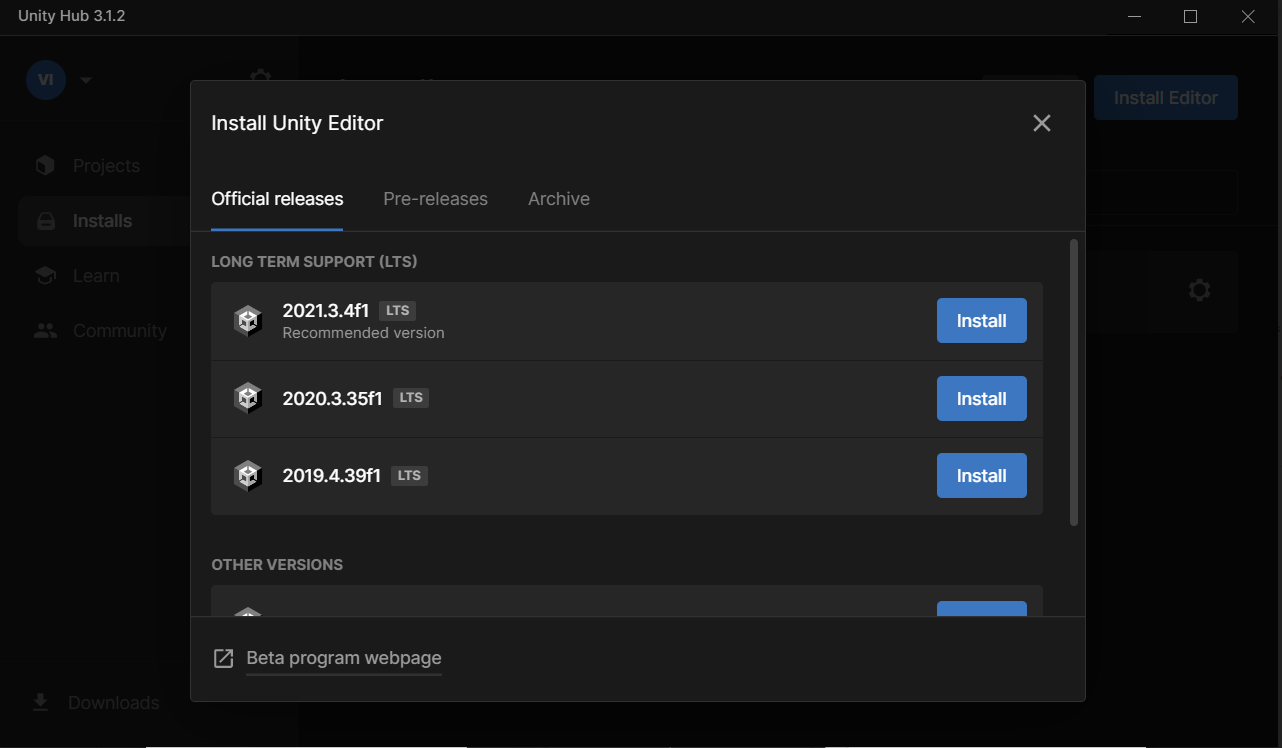 Unity Hub 3.1.2
VI
Install Editor
Install Unity Editor
Projects
Official releases
Pre-releases
Archive
Installs
LONG TERM SUPPORT (LTS)
Learn
2021.3.4f1 LTS
Install
Recommended version
Community
2020.3.35f1 LTS
Install
2019.4.39f1 LTS
Install
OTHER VERSIONS
Beta program webpage
Downloads